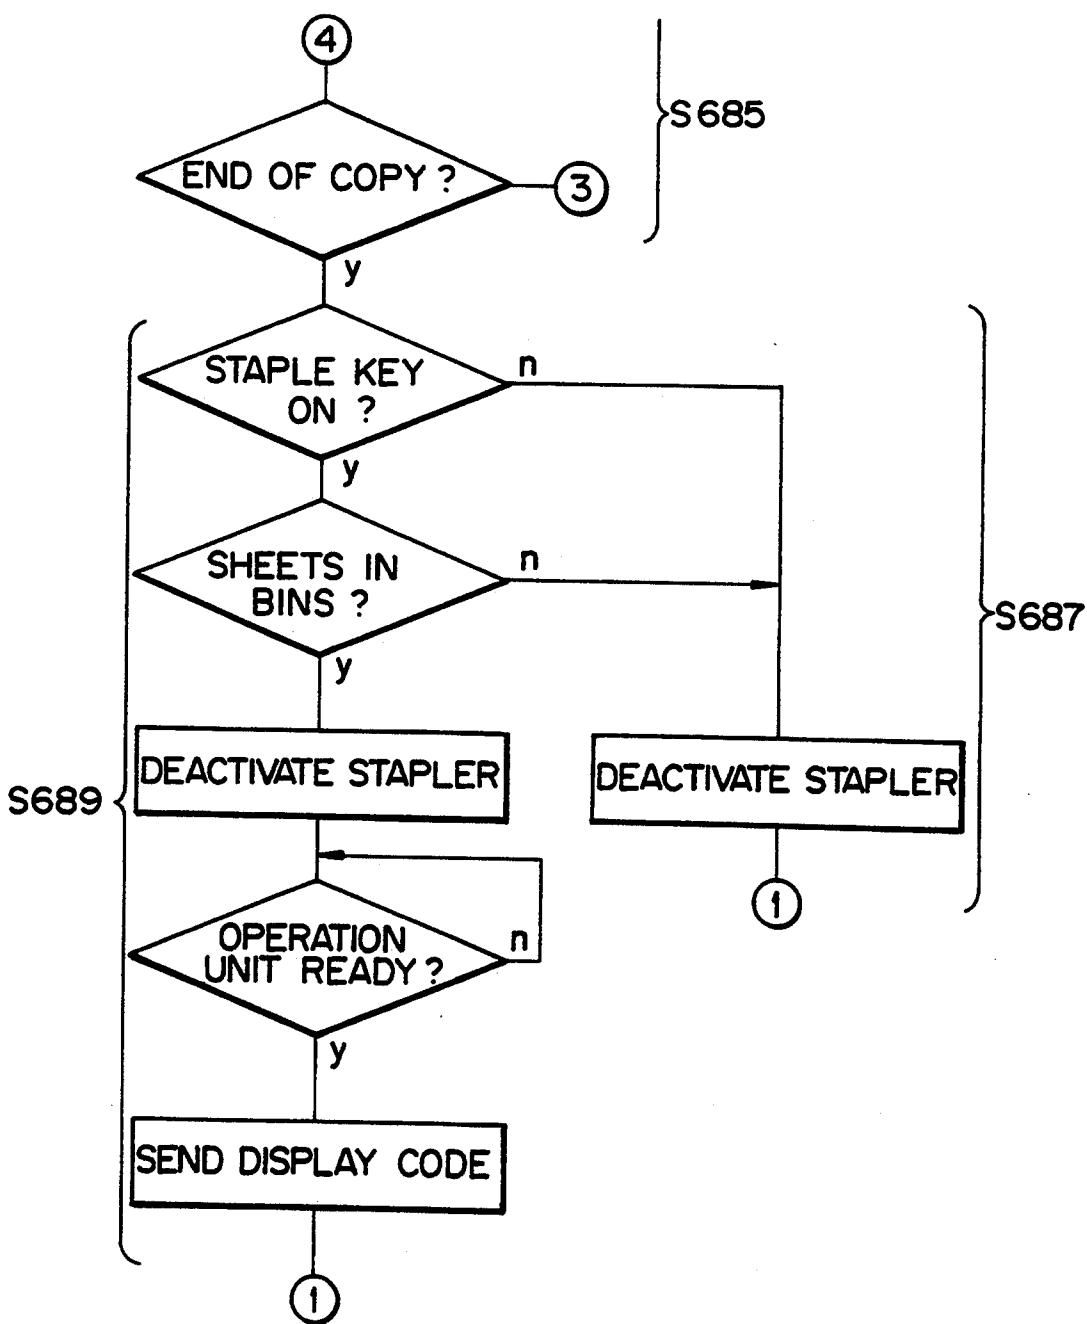 4
S685
END OF COPY ?
3
y
STAPLE KEY
ON ?
n
y
SHEETS IN
BINS ?
n
S687
y
DEACTIVATE STAPLER
DEACTIVATE STAPLER
S689
1
OPERATION
UNIT READY ?
n
y
SEND DISPLAY CODE
1